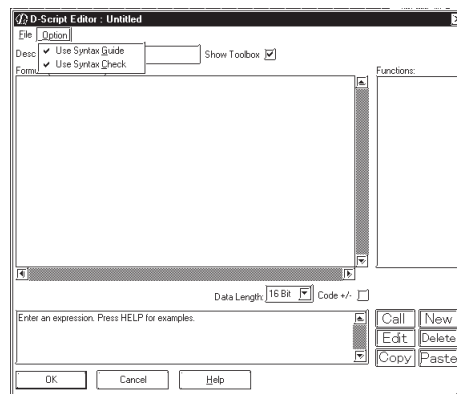 D-Script Editor : Untitled
File Option
Desc
Use Syntax Guide
Use Syntax Check
Show Toolbox
Formu
Functions:
Data Length: 16 Bit Code +/-
Enter an expression. Press HELP for examples.
Call New
Edit Delete
Copy Paste
OK Cancel Help